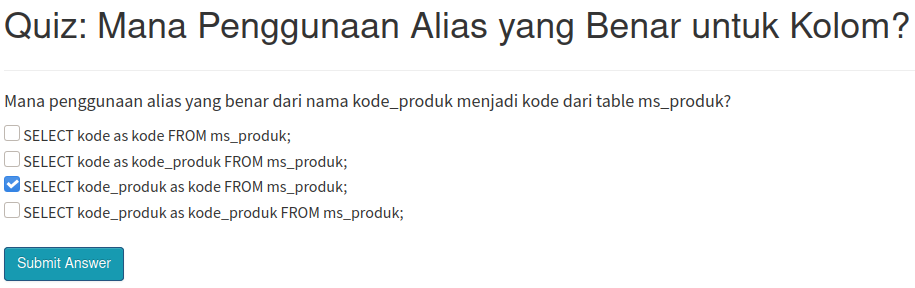 Quiz: Mana Penggunaan Alias yang Benar untuk Kolom?
Mana penggunaan alias yang benar dari nama kode_produk menjadi kode dari table ms_produk?
SELECT kode as kode FROM ms_produk;
SELECT kode as kode_produk FROM ms_produk;
SELECT kode_produk as kode FROM ms_produk;
SELECT kode_produk as kode_produk FROM ms_produk;
Submit Answer